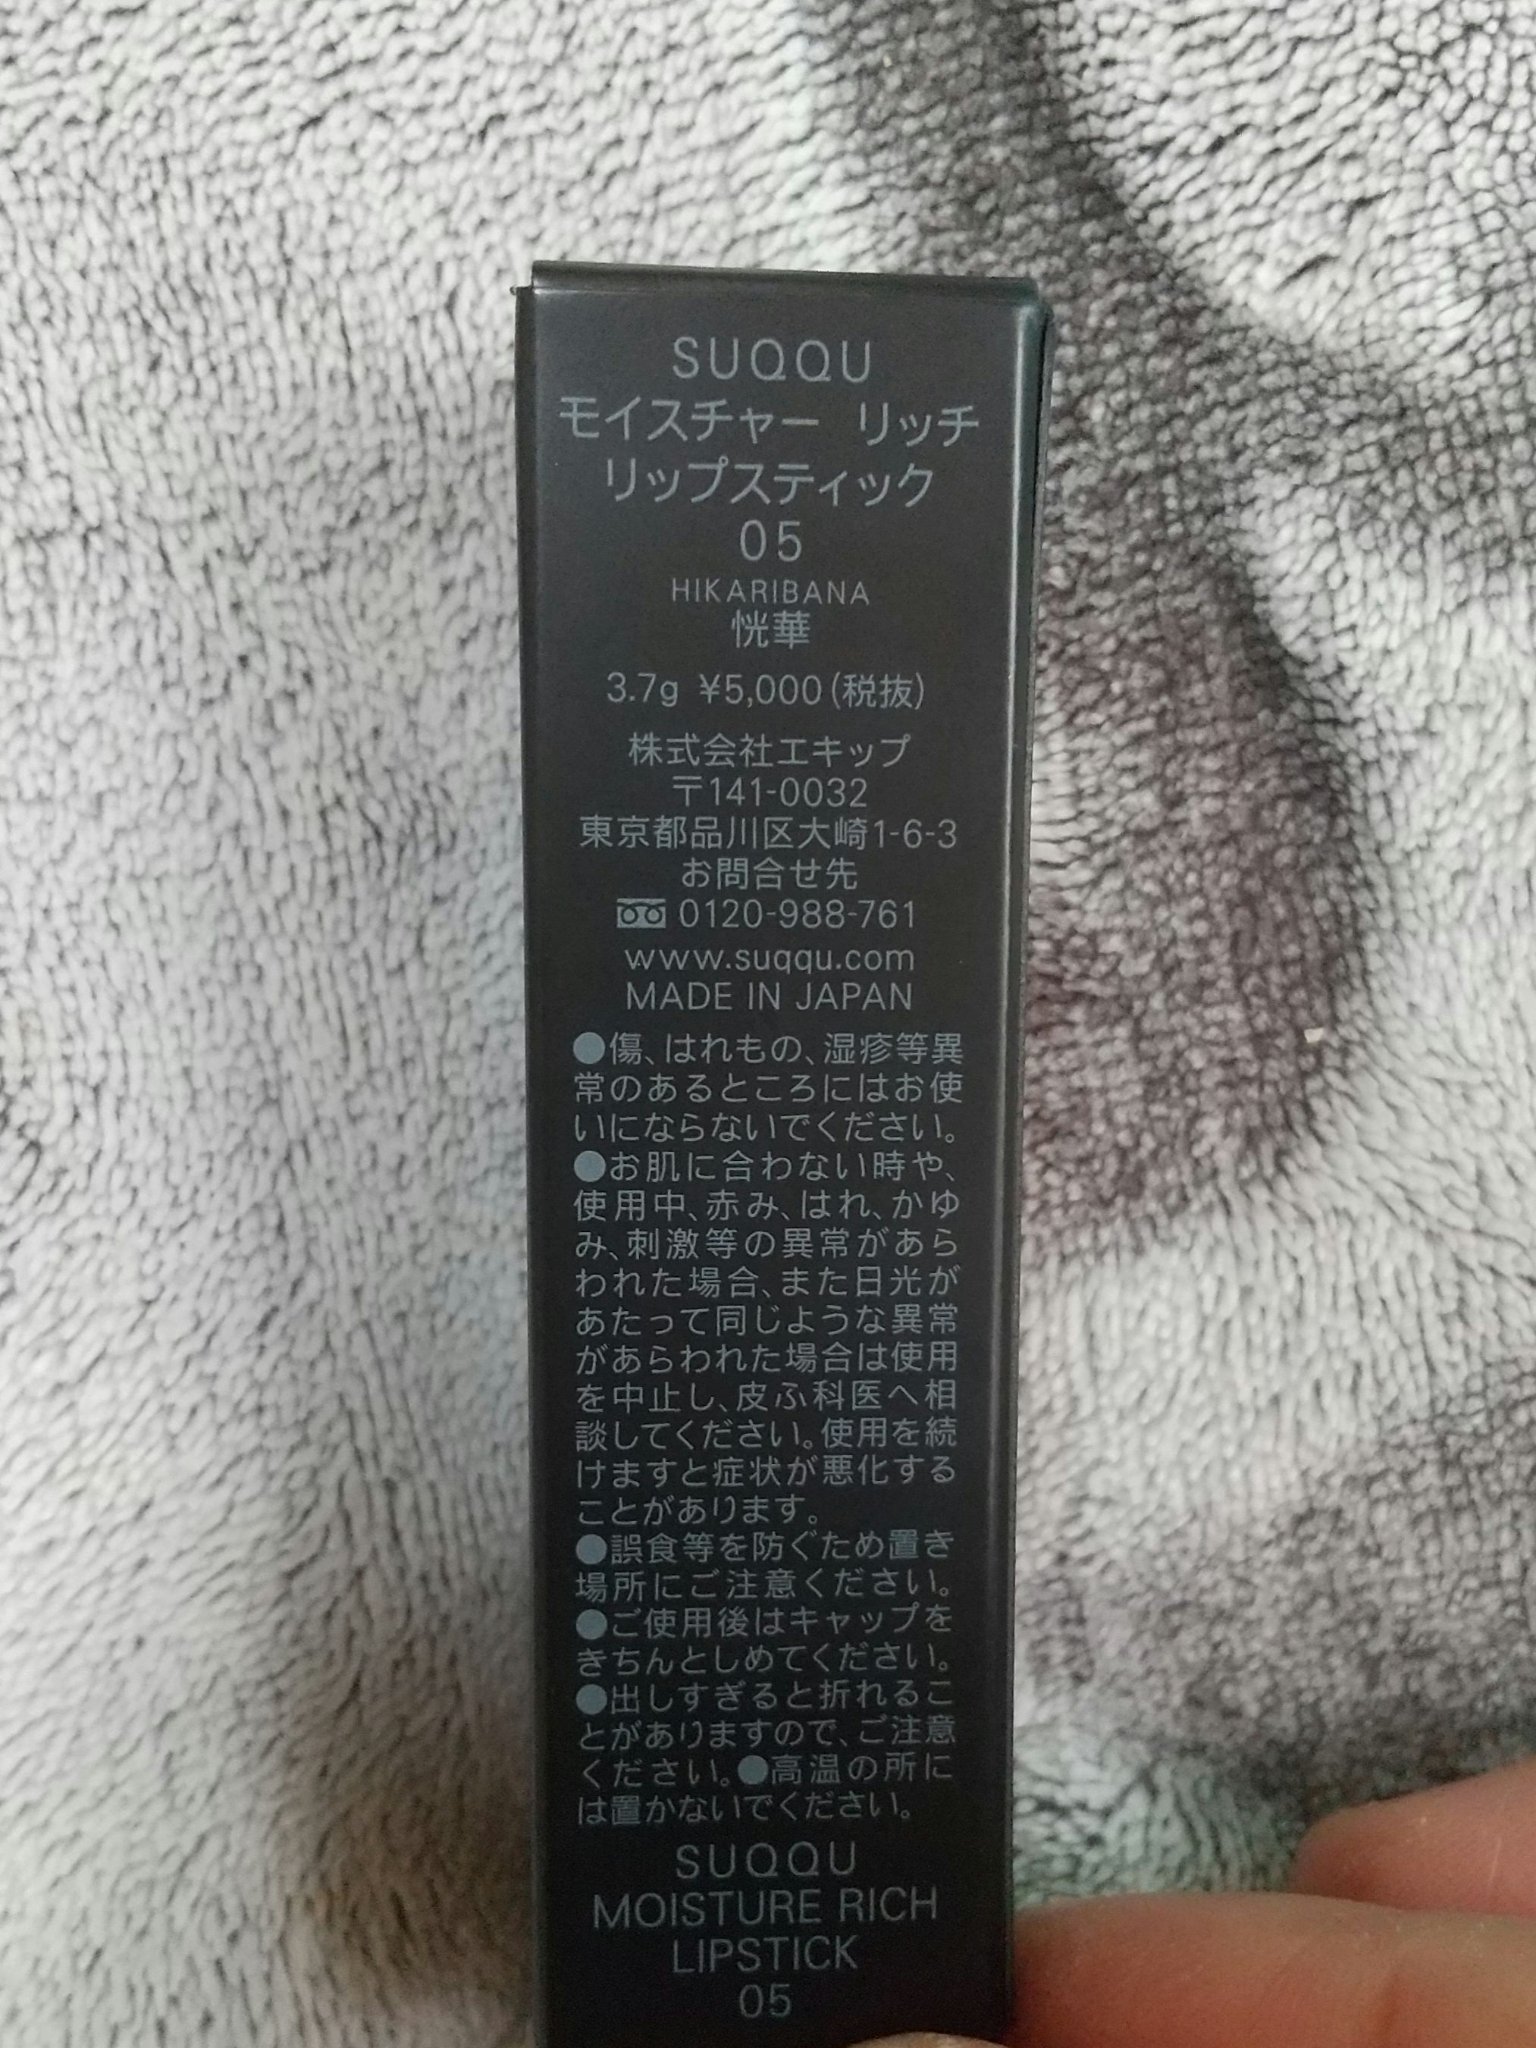 SUQQU
モイスチャー リッチ
リップスティック
05
HIKARIBANA
恍華
3.7g ¥5,000(税抜)
株式会社エキップ
〒141-0032
東京都品川区大崎1-6-3
お問合せ先
0120-988-761
www.suqqu.com
MADE IN JAPAN
●傷、はれもの、湿疹等異
常のあるところにはお使
いにならないでください。
●お肌に合わない時や、
使用中、赤み、はれ、かゆ
み、刺激等の異常があら
われた場合、また日光が
あたって同じような異常
があらわれた場合は使用
を中止し、皮ふ科医へ相
談してください。使用を続
けますと症状が悪化する
ことがあります。
●誤食等を防ぐため置き
場所にご注意ください。
●ご使用後はキャップを
きちんとしめてください。
●出しすぎると折れるこ
とがありますので、ご注意
ください。●高温の所に
は置かないでください。
SUQQU
MOISTURE RICH
LIPSTICK
05